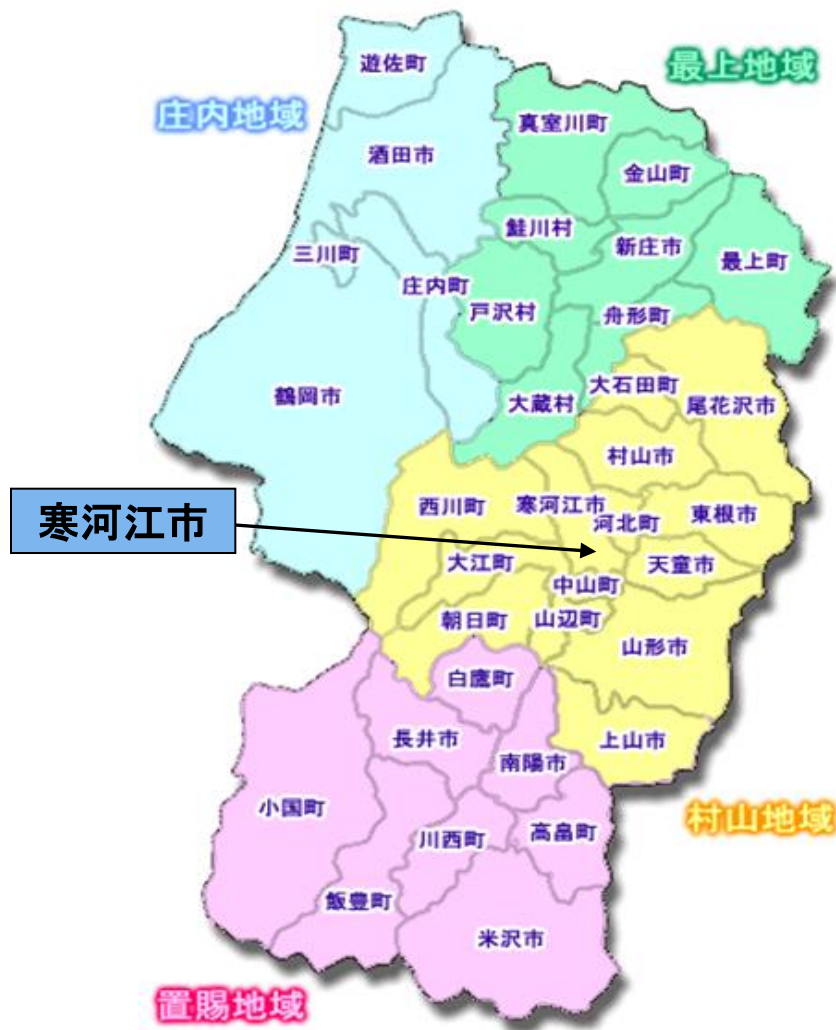 遊佐町
最上地域
庄内地域
真室川町
酒田市
金山町
鮭川村
新庄市
三川町
最上町
庄内町
戸沢村
舟形町
大石田町
鶴岡市
大蔵村
尾花沢市
村山市
西川町
寒河江市
東根市
寒河江市
河北町
大江町
天童市
中山町
朝日町
山辺町
山形市
白鷹町
長井市
上山市
南陽市
小国町
村山地域
川西町
高畠町
飯豊町
米沢市
置賜地域